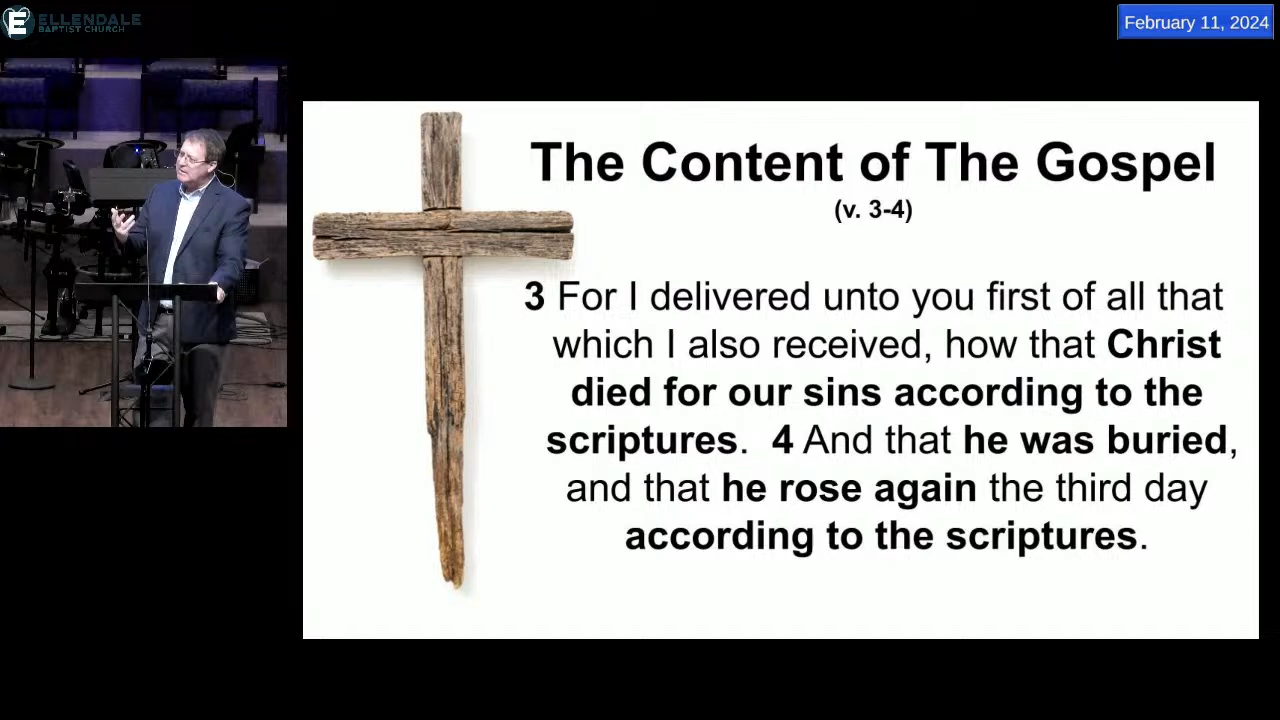 ELLENDALE
BAPTIST CHURCH
February 11, 2024
The Content of The Gospel
(v. 3-4)
3 For I delivered unto you first of all that
which I also received, how that Christ
died for our sins according to the
scriptures.  4 And that he was buried,
and that he rose again the third day
according to the scriptures.